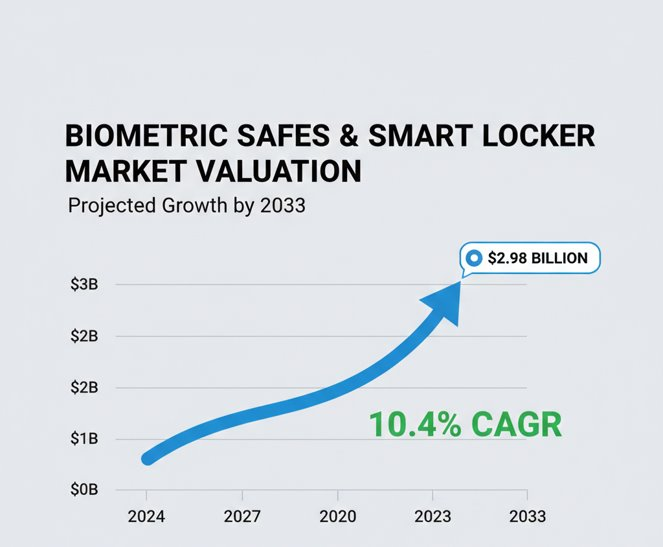 BIOMETRIC SAFES & SMART LOCKER
MARKET VALUATION
Projected Growth by 2033
$2.98 BILLION
$3B
$2B
$2B
$1B
$0B
10.4% CAGR
2024 2027 2020 2023 2033